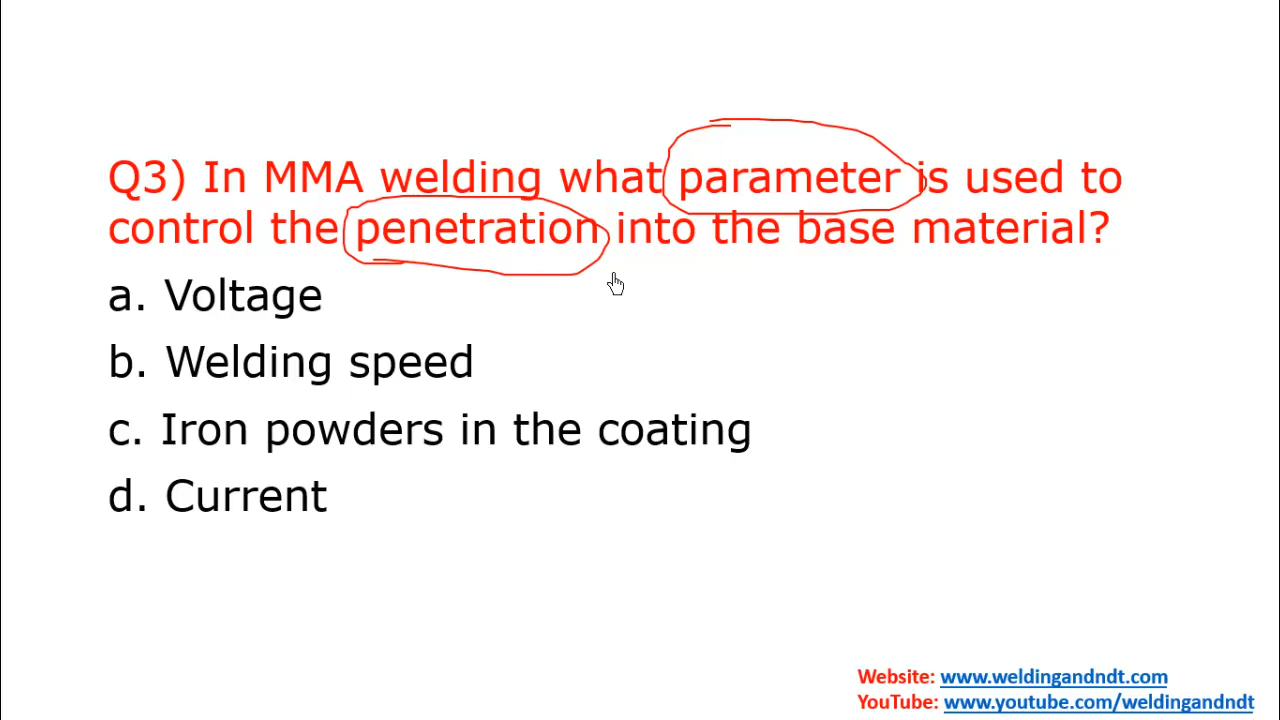 Q3) In MMA welding what parameter is used to
control the penetration into the base material?
a. Voltage
b. Welding speed
c. Iron powders in the coating
d. Current
Website: www.weldingandndt.com
YouTube: www.youtube.com/weldingandndt